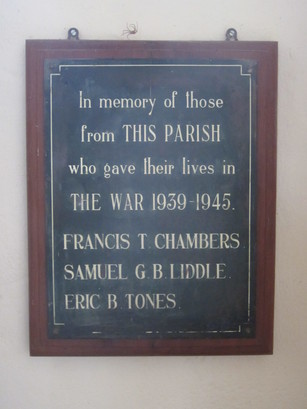 In memory of those
from THIS PARISH
who gave their lives in
THE WAR 1939-1945.
FRANCIS T. CHAMBERS.
SAMUEL G. B. LIDDLE.
ERIC B. TONES.